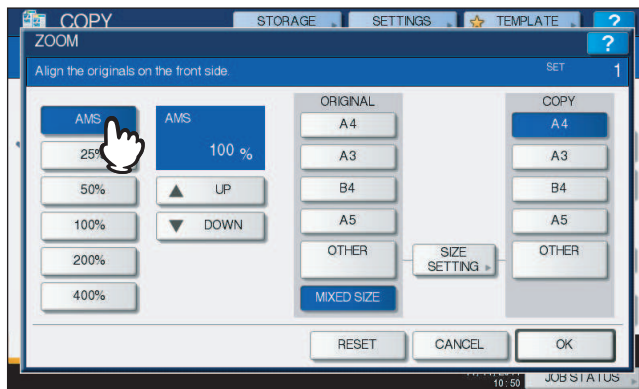 COPY
STORAGE
SETTINGS
TEMPLATE
?
ZOOM
?
Align the originals on the front side.
SET 1
AMS
25%
50%
100%
200%
400%
AMS
100 %
UP
DOWN
ORIGINAL
A4
A3
B4
A5
OTHER
MIXED SIZE
SIZE
SETTING
COPY
A4
A3
B4
A5
OTHER
RESET
CANCEL
OK
10:50
JOB STATUS